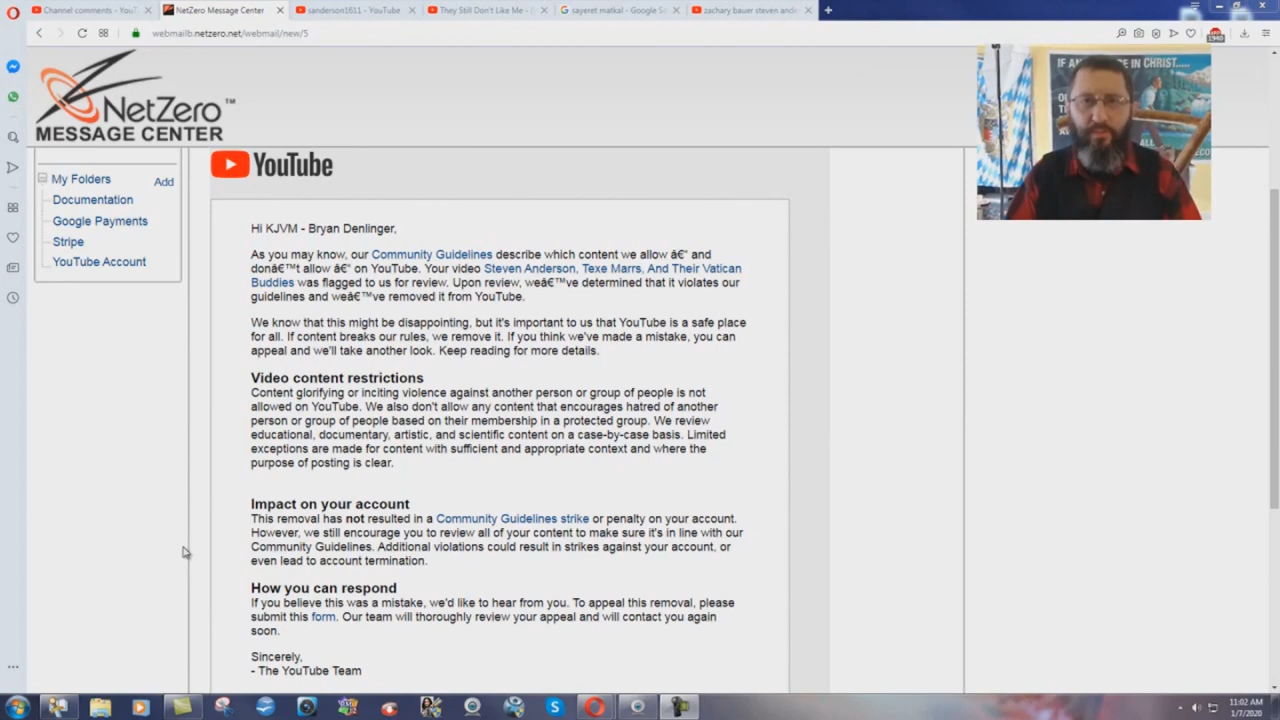 Channel comments - YouTu
NetZero Message Center
sanderson1611 - YouTube
They Still Don't Like Me - [
sayeret matkal - Google Se
zachary bauer steven ande
webmailb.netzero.net/webmail/new/5
1940
NetZero™
MESSAGE CENTER
IF AN
E IN CHRIST.....
My Folders
Add
Documentation
Google Payments
Stripe
YouTube Account
YouTube
Hi KJVM - Bryan Denlinger,
As you may know, our Community Guidelines describe which content we allow â€“ and
donâ€™t allow â€“ on YouTube. Your video Steven Anderson, Texe Marrs, And Their Vatican
Buddies was flagged to us for review. Upon review, weâ€™ve determined that it violates our
guidelines and weâ€™ve removed it from YouTube.
We know that this might be disappointing, but it's important to us that YouTube is a safe place
for all. If content breaks our rules, we remove it. If you think we've made a mistake, you can
appeal and we'll take another look. Keep reading for more details.
Video content restrictions
Content glorifying or inciting violence against another person or group of people is not
allowed on YouTube. We also don't allow any content that encourages hatred of another
person or group of people based on their membership in a protected group. We review
educational, documentary, artistic, and scientific content on a case-by-case basis. Limited
exceptions are made for content with sufficient and appropriate context and where the
purpose of posting is clear.
Impact on your account
This removal has not resulted in a Community Guidelines strike or penalty on your account.
However, we still encourage you to review all of your content to make sure it's in line with our
Community Guidelines. Additional violations could result in strikes against your account, or
even lead to account termination.
How you can respond
If you believe this was a mistake, we'd like to hear from you. To appeal this removal, please
submit this form. Our team will thoroughly review your appeal and will contact you again
soon.
Sincerely,
- The YouTube Team
11:02 AM
1/7/2020